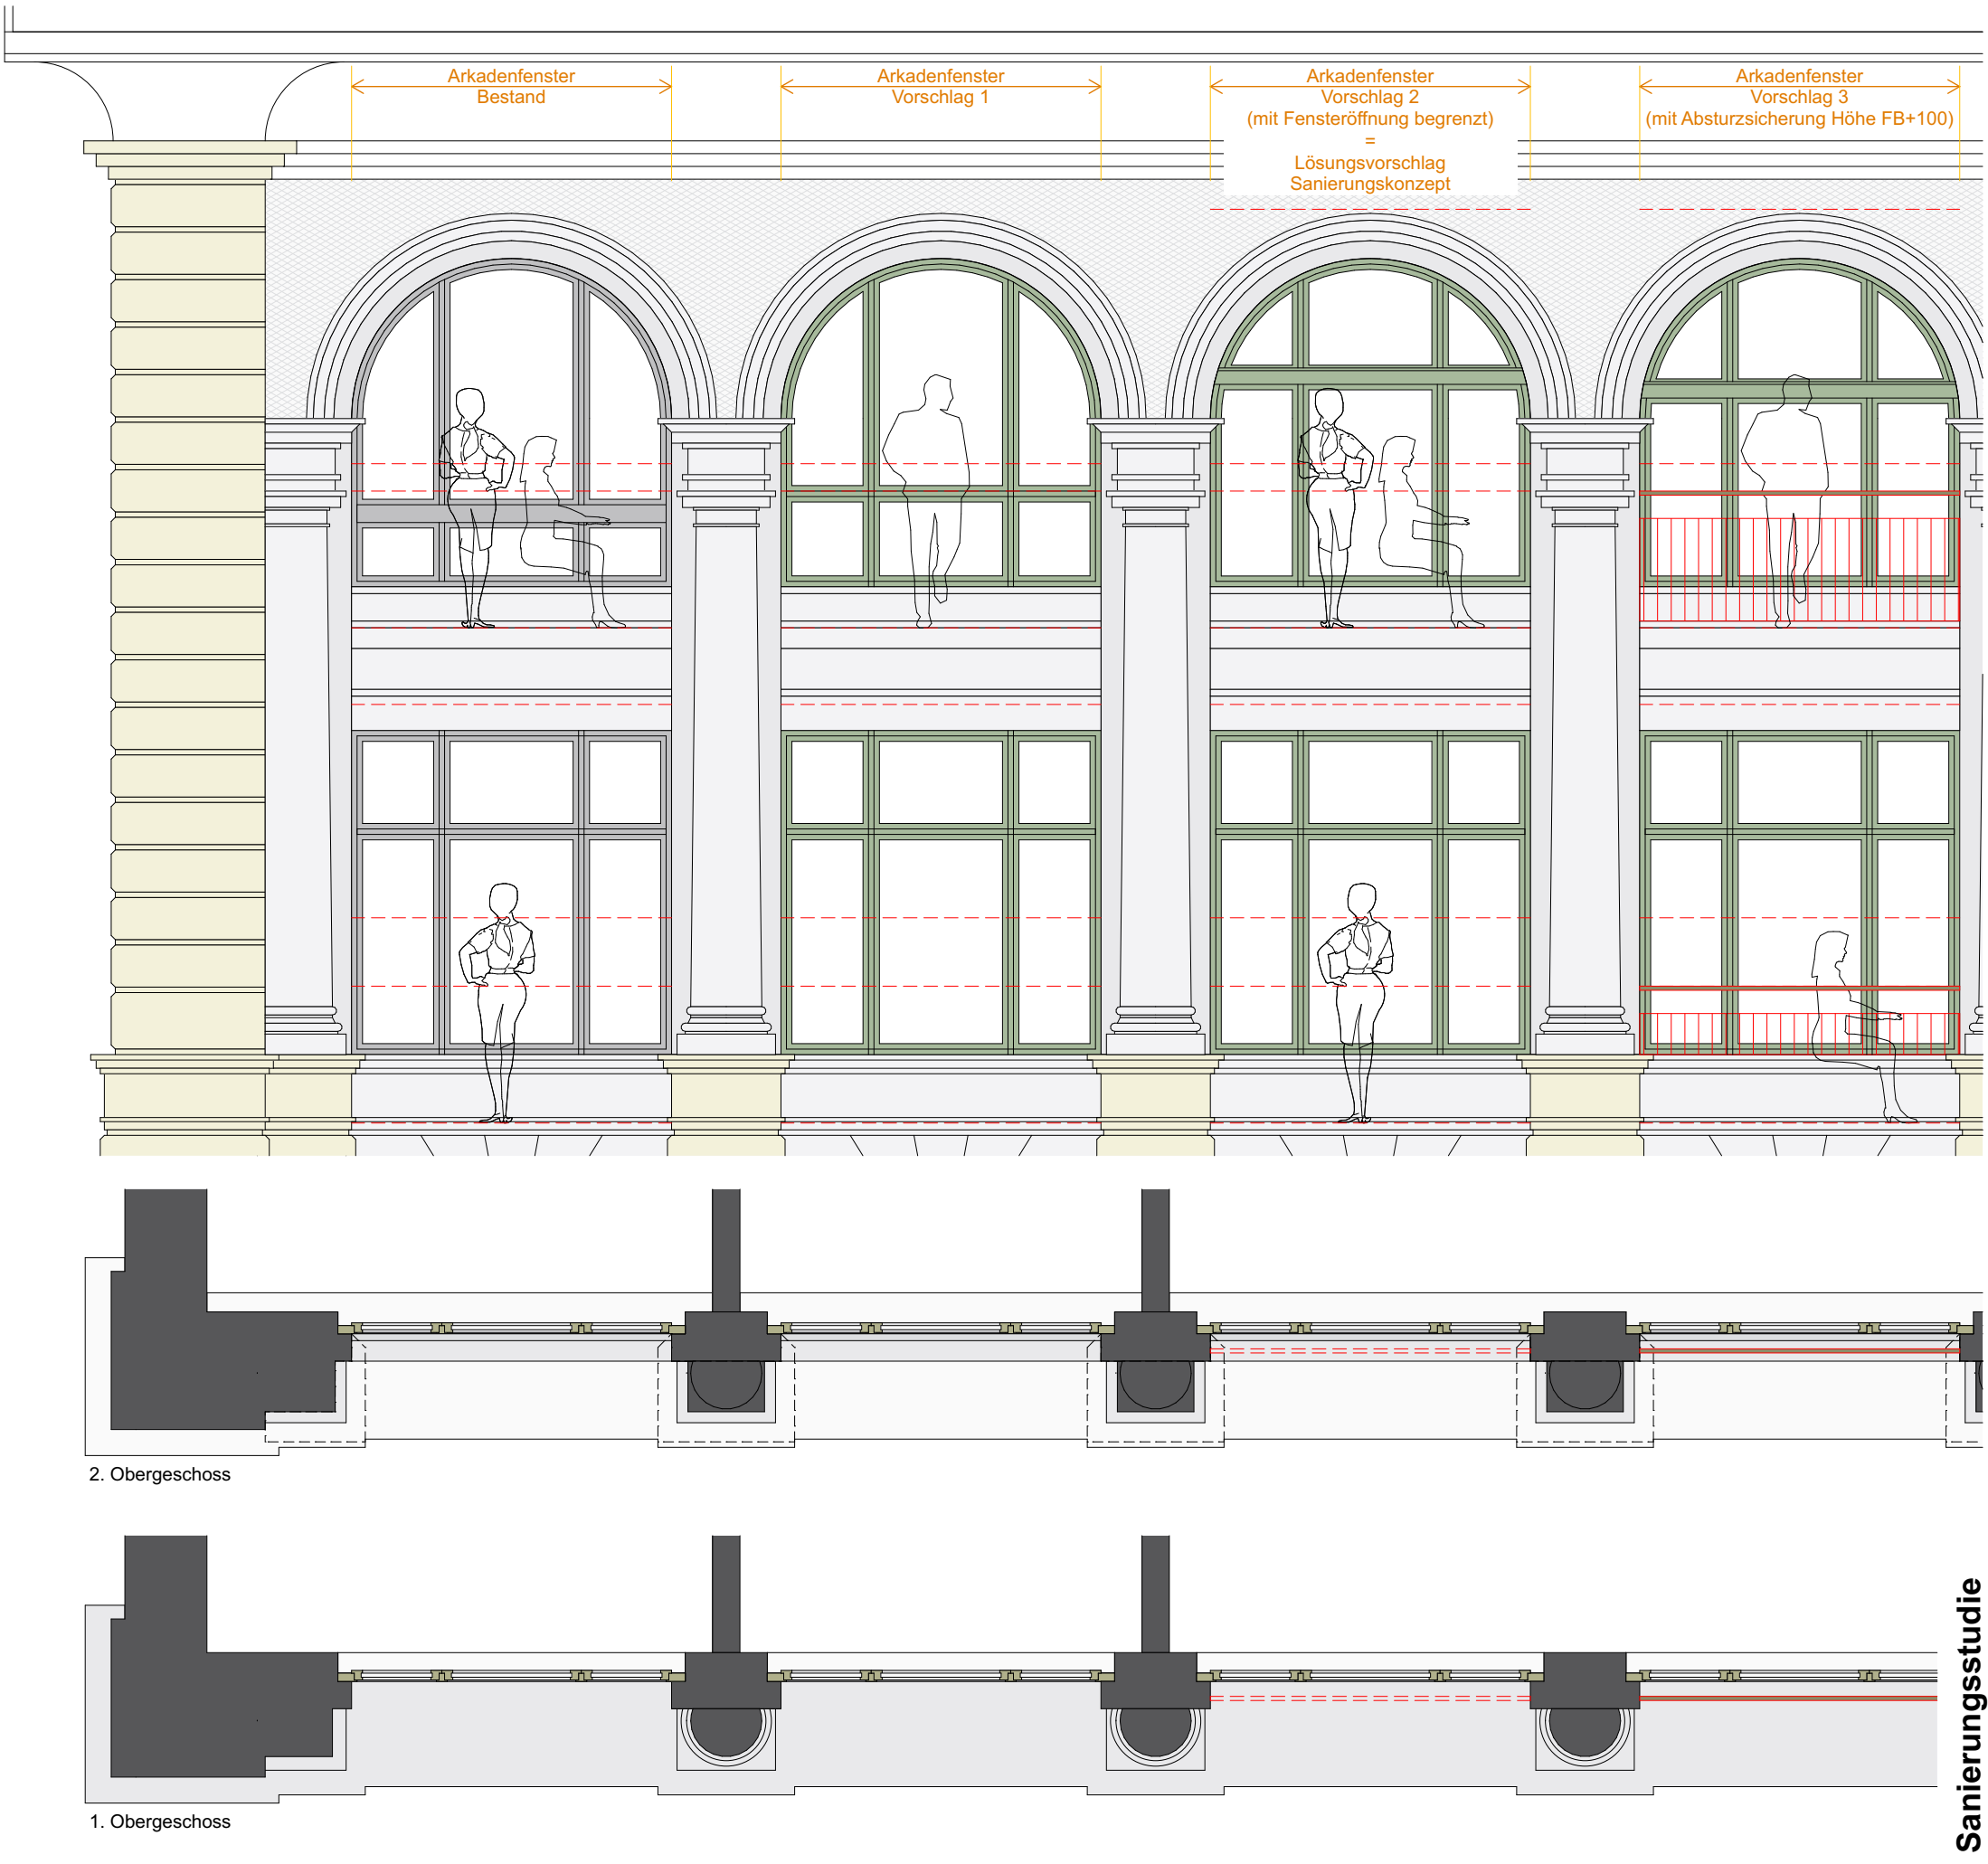 Arkadenfenster
Bestand
Arkadenfenster
Vorschlag 1
Arkadenfenster
Vorschlag 2
(mit Fensteröffnung begrenzt)
=
Lösungsvorschlag
Sanierungskonzept
Arkadenfenster
Vorschlag 3
(mit Absturzsicherung Höhe FB+100)
2. Obergeschoss
1. Obergeschoss
Sanierungsstudie